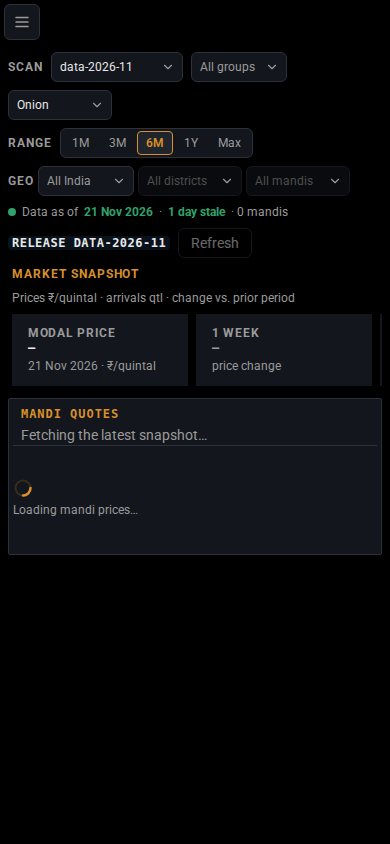 SCAN data-2026-11 All groups
Onion
RANGE 1M 3M 6M 1Y Max
GEO All India All districts All mandis
Data as of 21 Nov 2026 · 1 day stale · 0 mandis
RELEASE DATA-2026-11 Refresh
MARKET SNAPSHOT
Prices ₹/quintal · arrivals qtl · change vs. prior period
MODAL PRICE
–
21 Nov 2026 · ₹/quintal
1 WEEK
–
price change
MANDI QUOTES
Fetching the latest snapshot…
Loading mandi prices…